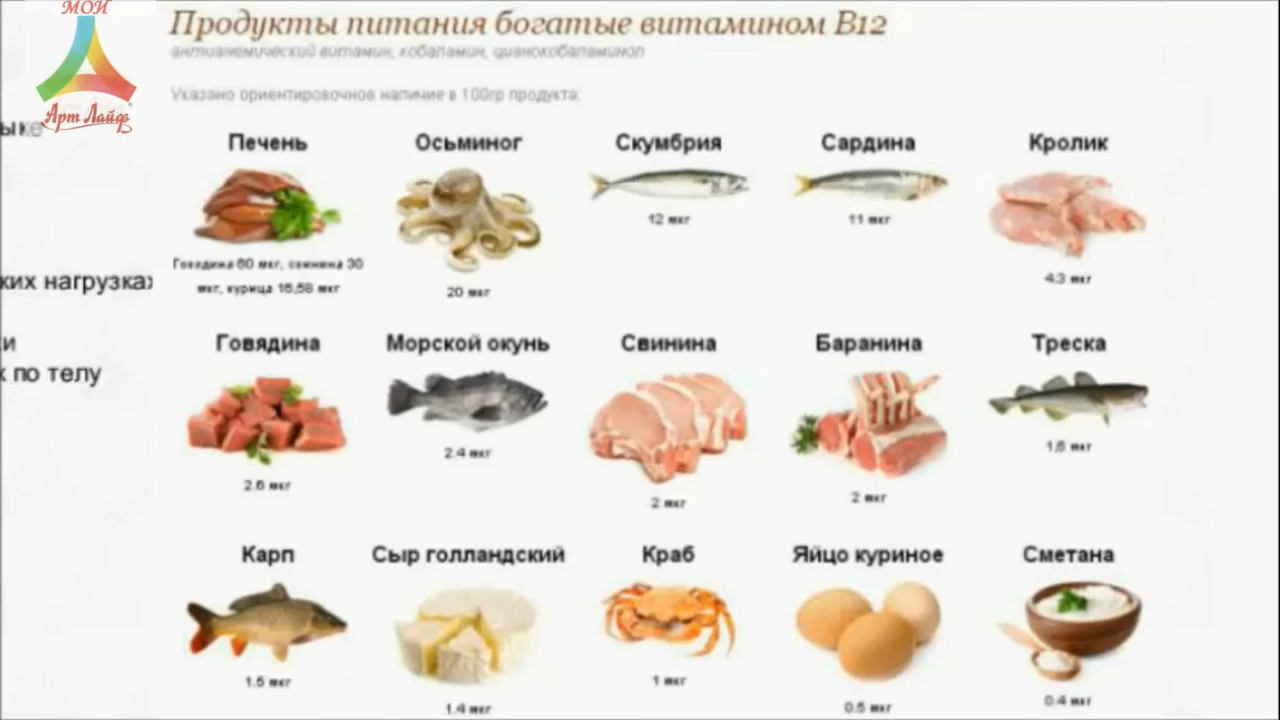 МОЙ
Арт Лайф
Продукты питания богатые витамином В12
антианемический витамин, кобаламин, цианокобаламинол
Указано ориентировочное наличие в 100гр продукта:
ыке
ких нагрузках
и
к по телу
Печень Осьминог Скумбрия Сардина Кролик
Говядина 60 мкг, свинина 30
мкг, курица 16,58 мкг
20 мкг
12 мкг
11 мкг
4.3 мкг
Говядина Морской окунь Свинина Баранина Треска
2.6 мкг
2.4 мкг
2 мкг
2 мкг
1,6 мкг
Карп Сыр голландский Краб Яйцо куриное Сметана
1.5 мкг
1.4 мкг
1 мкг
0.5 мкг
0.4 мкг